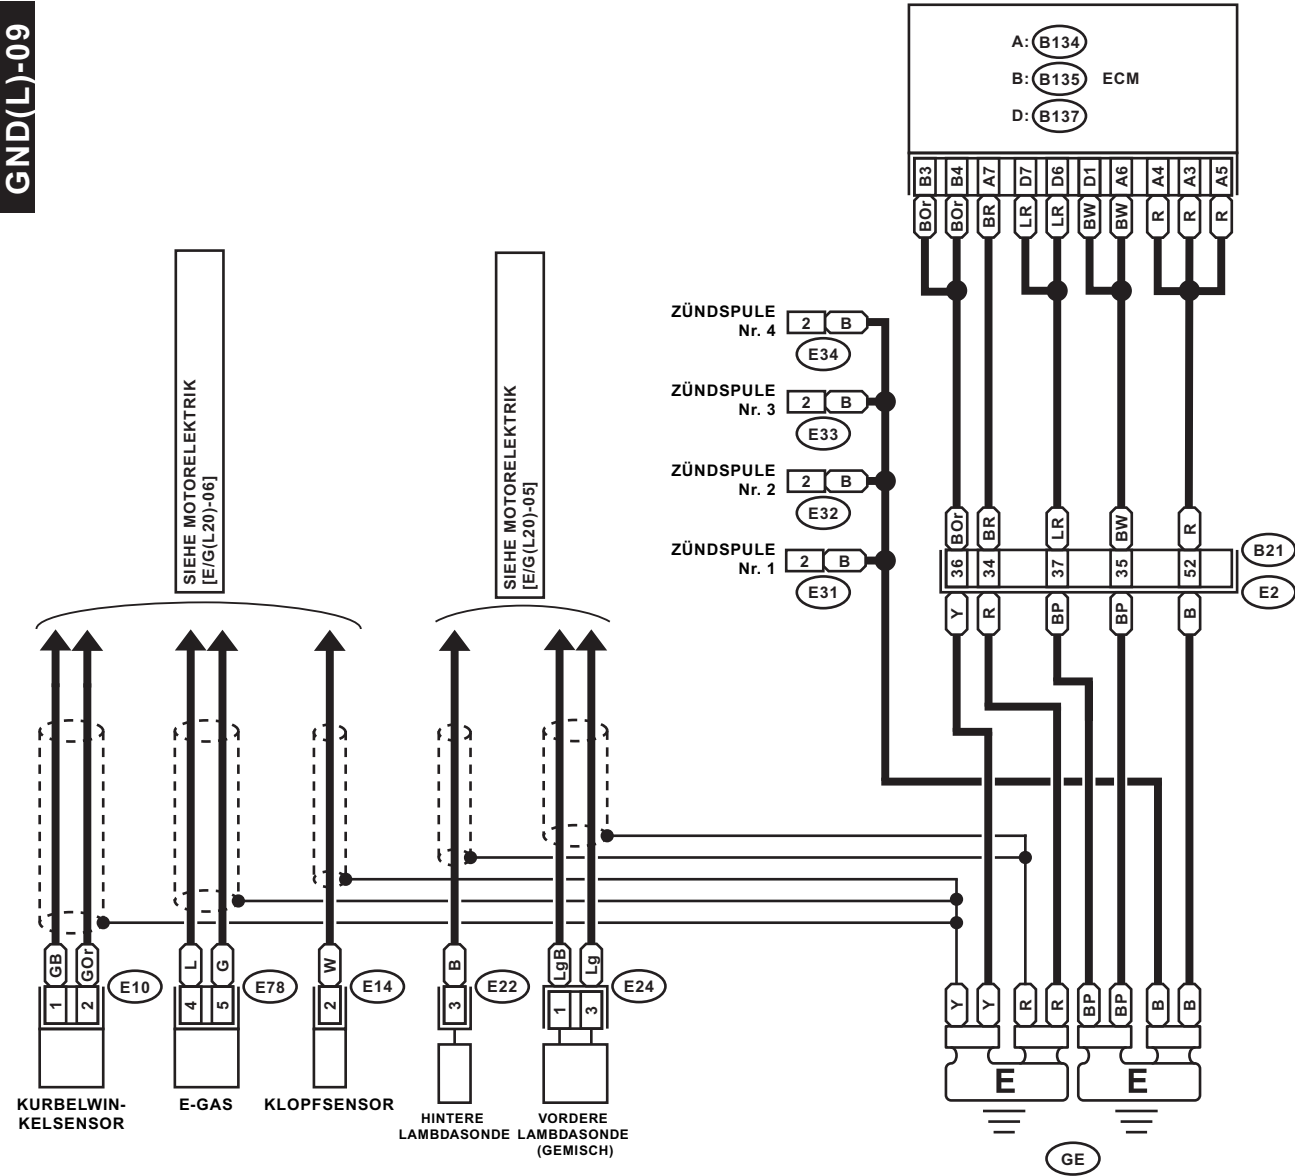 GND(L)-09
A: B134
B: B135 ECM
D: B137
B3 B4 A7 D7 D6 D1 A6 A4 A3 A5
BOr BOr BR LR LR BW BW R R R
SIEHE MOTORELEKTRIK
[E/G(L20)-06]
SIEHE MOTORELEKTRIK
[E/G(L20)-05]
ZÜNDSPULE
Nr. 4
2 B
E34
ZÜNDSPULE
Nr. 3
2 B
E33
ZÜNDSPULE
Nr. 2
2 B
E32
ZÜNDSPULE
Nr. 1
2 B
E31
BOr BR LR BW R
36 34 37 35 52
B21
E2
Y R BP BP B
GB GOr L G W B LgB Lg
1 2 E10
4 5 E78
2 E14
3 E22
1 3 E24
Y Y R R BP BP B B
KURBELWIN-
KELSENSOR
E-GAS
KLOPFSENSOR
HINTERE
LAMBDASONDE
VORDERE
LAMBDASONDE
(GEMISCH)
E E
GE